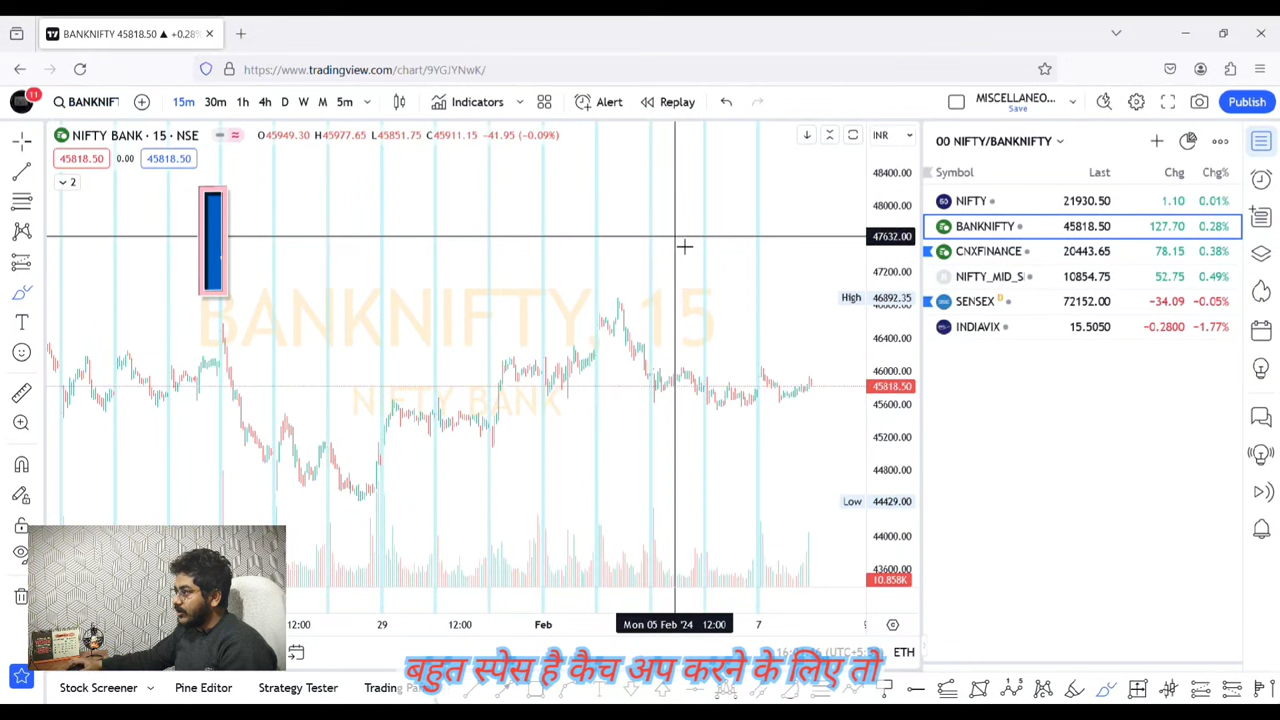 BANKNIFTY 45818.50 ▲ +0.28%
https://www.tradingview.com/chart/9YGJYNwK/
11
BANKNIFT
15m 30m 1h 4h D W M 5m
Indicators
Alert
Replay
MISCELLANEO...
Save
Publish
NIFTY BANK · 15 · NSE
O45949.30 H45977.65 L45851.75 C45911.15 -41.95 (-0.09%)
INR
45818.50 0.00 45818.50
2
BANKNIFTY, 15
NIFTY BANK
48400.00
48000.00
47632.00
47200.00
High 46892.35
46400.00
46000.00
45818.50
45600.00
45200.00
44800.00
Low 44429.00
44000.00
43600.00
10.858K
12:00 29 12:00 Feb Mon 05 Feb '24 12:00 7
ETH
00 NIFTY/BANKNIFTY
Symbol Last Chg Chg%
NIFTY 21930.50 1.10 0.01%
BANKNIFTY 45818.50 127.70 0.28%
CNXFINANCE 20443.65 78.15 0.38%
NIFTY_MID_S 10854.75 52.75 0.49%
SENSEX D 72152.00 -34.09 -0.05%
INDIAVIX 15.5050 -0.2800 -1.77%
बहुत स्पेस है कैच अप करने के लिए तो
Stock Screener Pine Editor Strategy Tester Trading